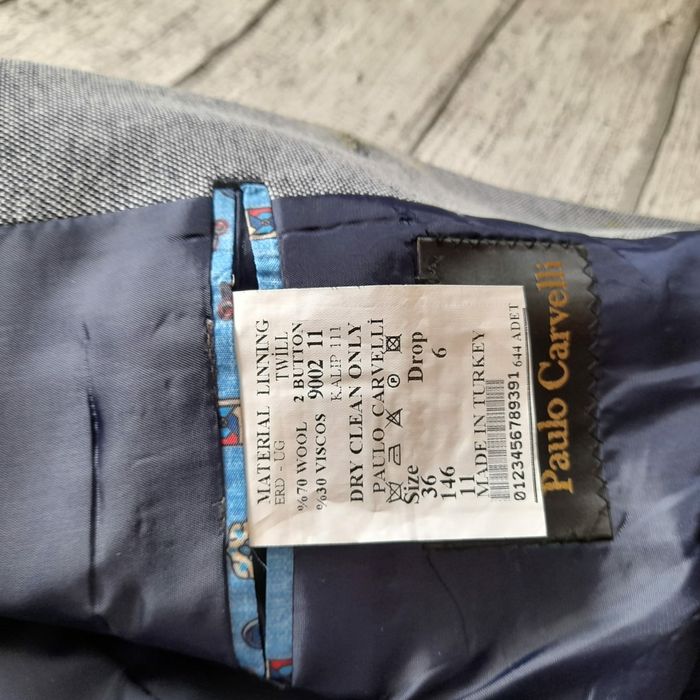 MATERIAL LINNING
ERD - UG TWILL
%70 WOOL 2 BUTTON
%30 VISCOS 9002 11
KALIP 111
DRY CLEAN ONLY
PAULO CARVELLİ
Size Drop
36 6
146
11
MADE IN TURKEY
0123456789391 644 ADET
Paulo Carvelli